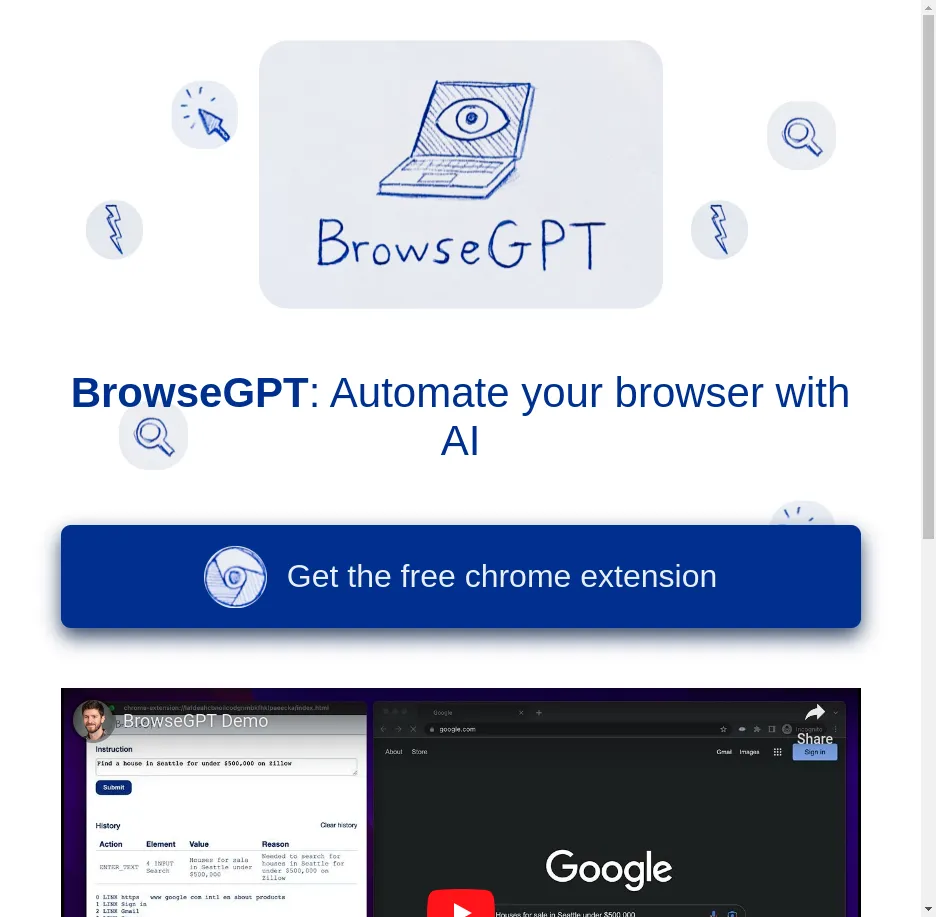 BrowseGPT
BrowseGPT: Automate your browser with
AI
Get the free chrome extension
BrowseGPT Demo
Google
google.com
Incognito
Share
About Store
Gmail Images
Sign in
Instruction
Find a house in Seattle for under $500,000 on Zillow
Submit
History Clear history
Action Element Value Reason
ENTER_TEXT 4 INPUT Search Houses for sale in Seattle under $500,000 Needed to search for houses in Seattle for under $500,000 on Zillow
0 LINK https www google com intl en about products
1 LINK Sign in
2 LINK Gmail
Google
Houses for sale in Seattle under $500,000